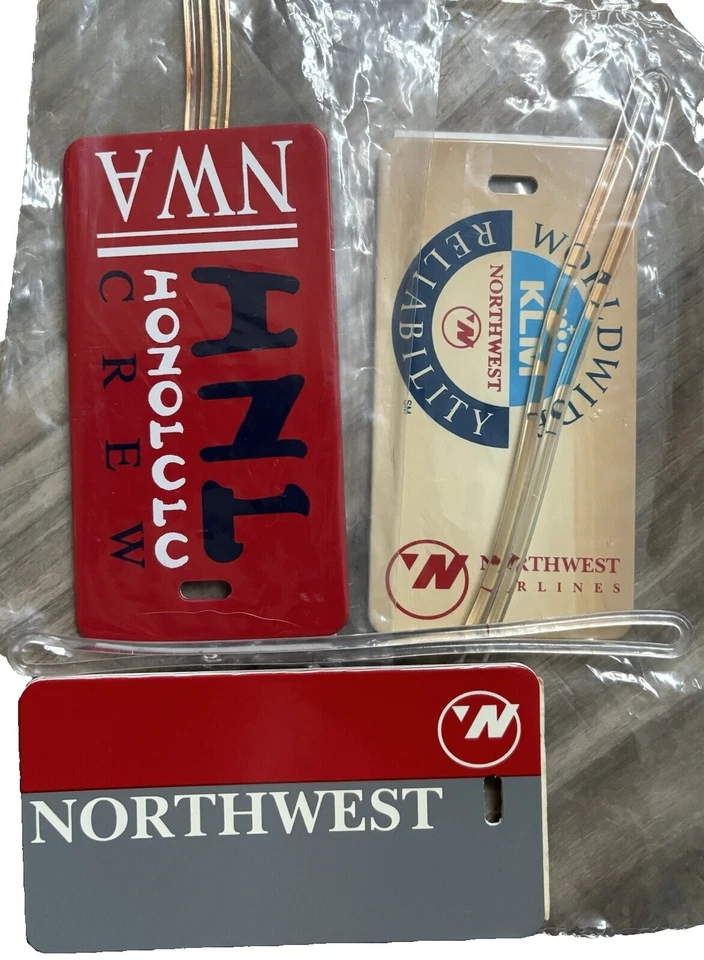 NWA
HNL
HONOLULU
CREW
WORLDWIDE
RELIABILITY
SM
NORTHWEST
KLM
NORTHWEST
AIRLINES
NORTHWEST